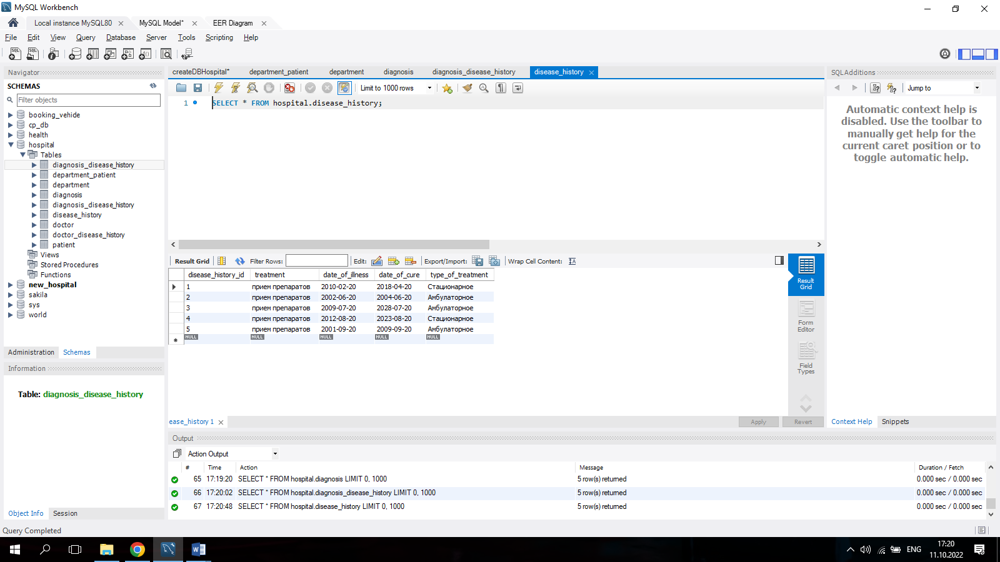 MySQL Workbench
Local instance MySQL80
MySQL Model*
EER Diagram
File Edit View Query Database Server Tools Scripting Help
Navigator
SCHEMAS
Filter objects
booking_vehide
cp_db
health
hospital
Tables
diagnosis_disease_history
department_patient
department
diagnosis
diagnosis_disease_history
disease_history
doctor
doctor_disease_history
patient
Views
Stored Procedures
Functions
new_hospital
sakila
sys
world
Administration Schemas
Information
Table: diagnosis_disease_history
Object Info Session
createDBHospital* department_patient department diagnosis diagnosis_disease_history disease_history
Limit to 1000 rows
1 SELECT * FROM hospital.disease_history;
Result Grid Filter Rows: Edit: Export/Import: Wrap Cell Content:
disease_history_id treatment date_of_illness date_of_cure type_of_treatment
1 прием препаратов 2010-02-20 2018-04-20 Стационарное
2 прием препаратов 2002-06-20 2004-06-20 Амбулаторное
3 прием препаратов 2009-07-20 2028-07-20 Амбулаторное
4 прием препаратов 2012-08-20 2023-08-20 Стационарное
5 прием препаратов 2001-09-20 2009-09-20 Амбулаторное
NULL NULL NULL NULL NULL
Result
Grid
Form
Editor
Field
Types
ease_history 1
Apply Revert
SQLAdditions
Jump to
Automatic context help is
disabled. Use the toolbar to
manually get help for the
current caret position or to
toggle automatic help.
Context Help Snippets
Output
Action Output
# Time Action Message Duration / Fetch
65 17:19:20 SELECT * FROM hospital.diagnosis LIMIT 0, 1000 5 row(s) returned 0.000 sec / 0.000 sec
66 17:20:02 SELECT * FROM hospital.diagnosis_disease_history LIMIT 0, 1000 5 row(s) returned 0.000 sec / 0.000 sec
67 17:20:48 SELECT * FROM hospital.disease_history LIMIT 0, 1000 5 row(s) returned 0.000 sec / 0.000 sec
Query Completed
ENG
17:20
11.10.2022